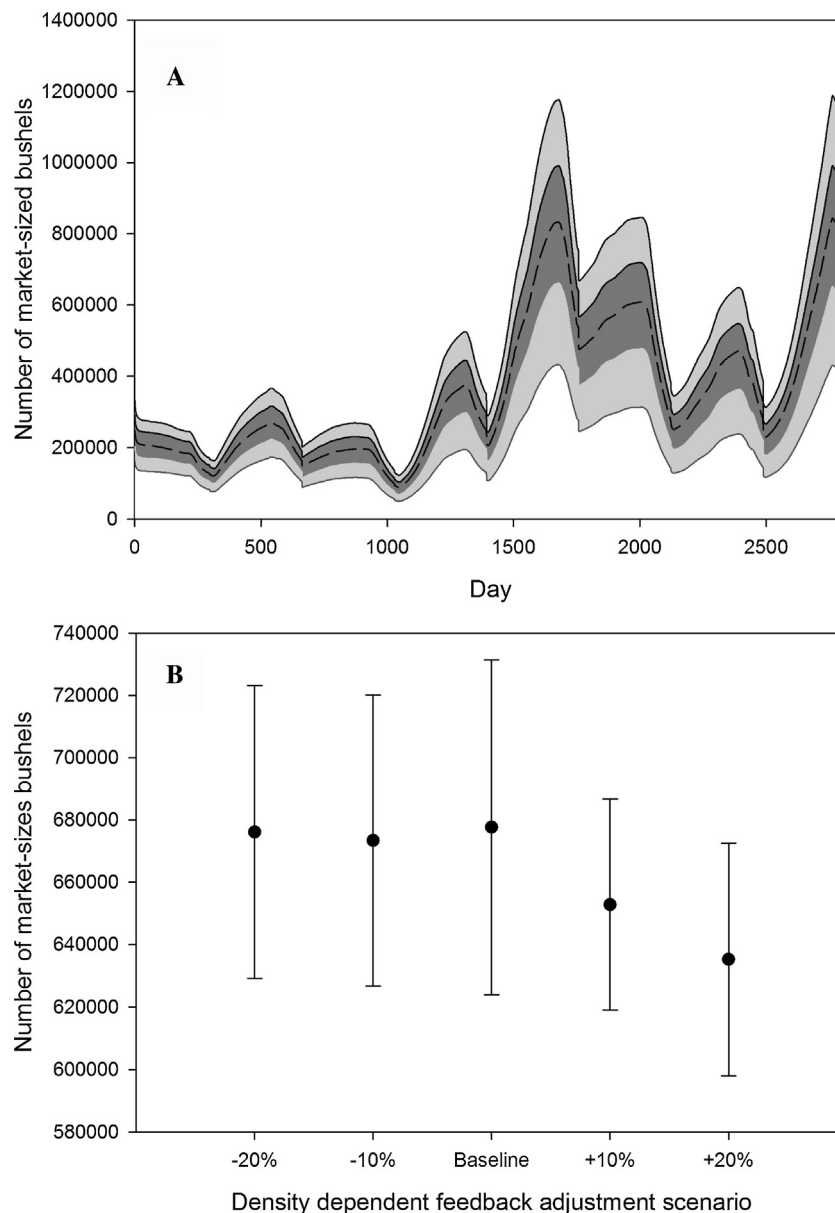 A
Number of market-sized bushels
1400000
1200000
1000000
800000
600000
400000
200000
0
0 500 1000 1500 2000 2500
Day
B
Number of market-sizes bushels
740000
720000
700000
680000
660000
640000
620000
600000
580000
-20% -10% Baseline +10% +20%
Density dependent feedback adjustment scenario